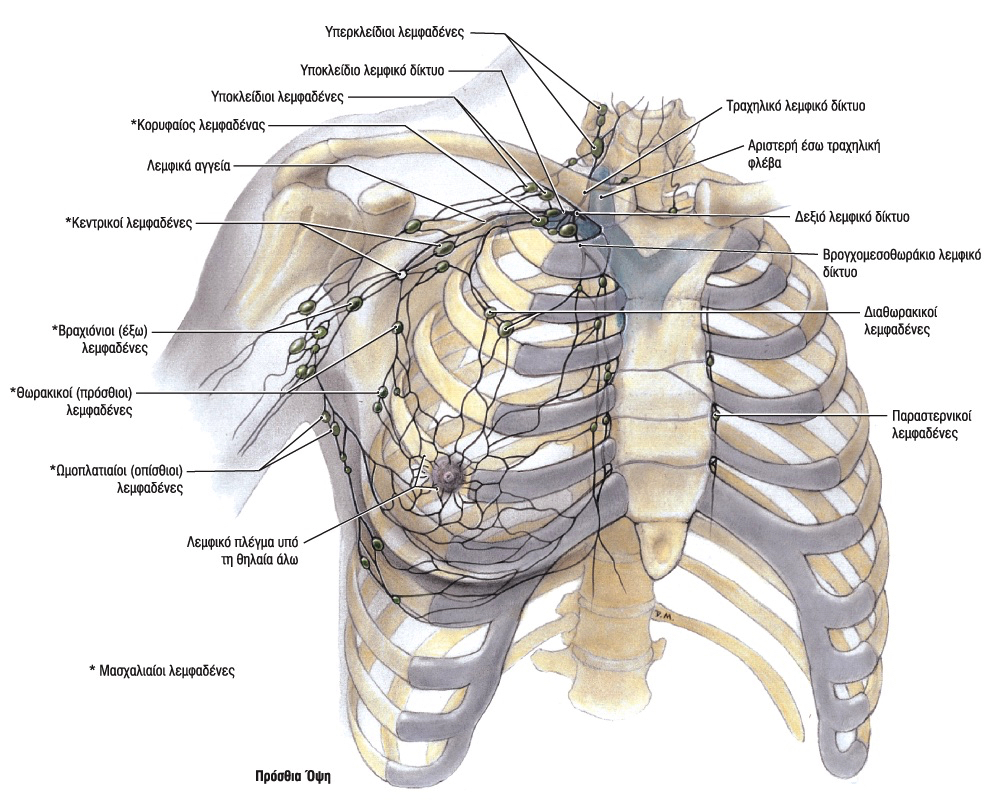 Υπερκλείδιοι λεμφαδένες
Υποκλείδιο λεμφικό δίκτυο
Υποκλείδιοι λεμφαδένες
*Κορυφαίος λεμφαδένας
Λεμφικά αγγεία
*Κεντρικοί λεμφαδένες
*Βραχιόνιοι (έξω)
λεμφαδένες
*Θωρακικοί (πρόσθιοι)
λεμφαδένες
*Ωμοπλατιαίοι (οπίσθιοι)
λεμφαδένες
Λεμφικό πλέγμα υπό
τη θηλαία άλω
Τραχηλικό λεμφικό δίκτυο
Αριστερή έσω τραχηλική
φλέβα
Δεξιό λεμφικό δίκτυο
Βρογχομεσοθωράκιο λεμφικό
δίκτυο
Διαθωρακικοί
λεμφαδένες
Παραστερνικοί
λεμφαδένες
D.M.
* Μασχαλιαίοι λεμφαδένες
Πρόσθια Όψη